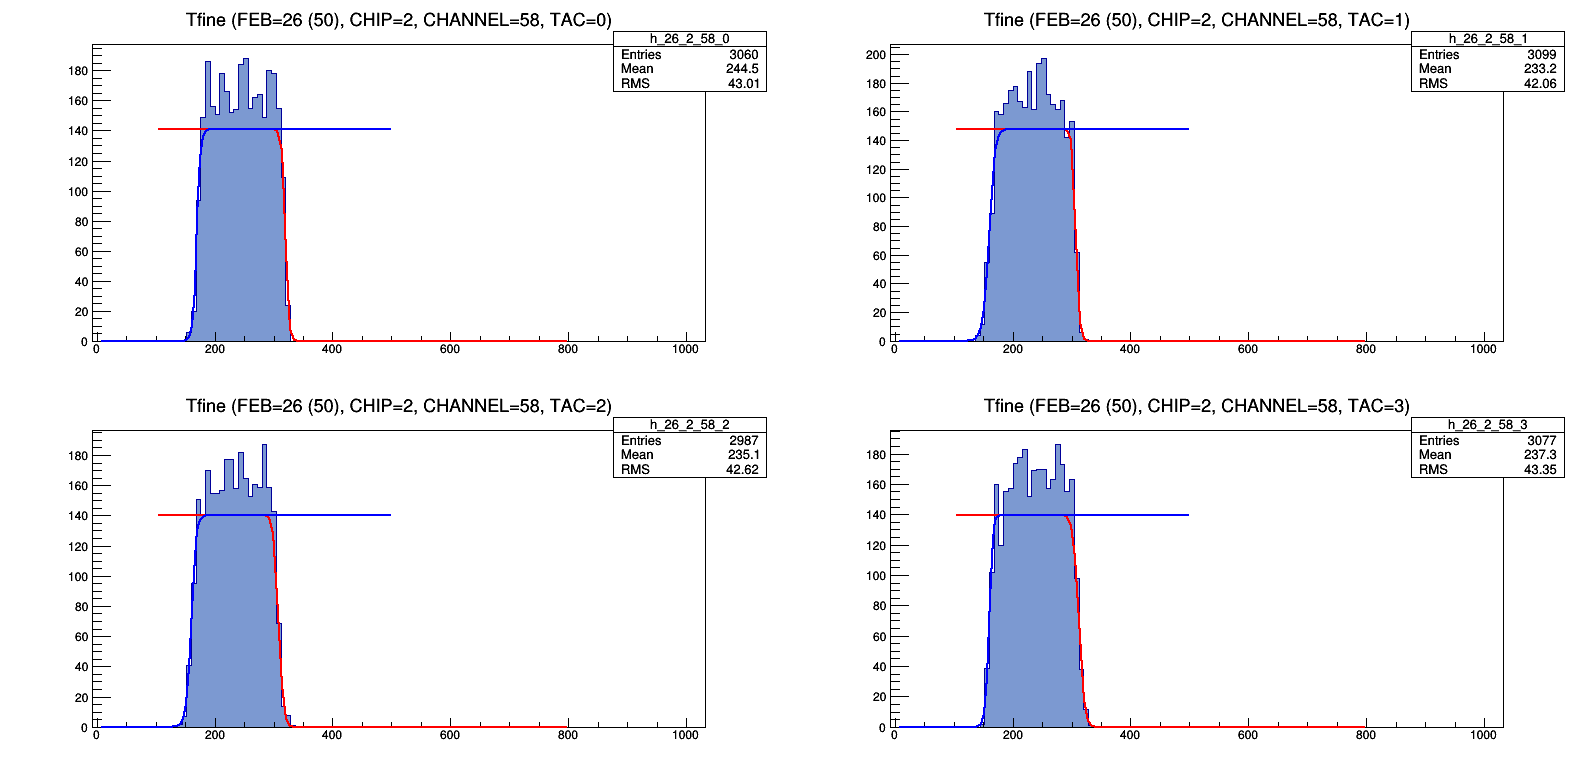 Tfine (FEB=26 (50), CHIP=2, CHANNEL=58, TAC=0)
h_26_2_58_0
Entries 3060
Mean 244.5
RMS 43.01
180
160
140
120
100
80
60
40
20
0
0 200 400 600 800 1000
Tfine (FEB=26 (50), CHIP=2, CHANNEL=58, TAC=1)
h_26_2_58_1
Entries 3099
Mean 233.2
RMS 42.06
200
180
160
140
120
100
80
60
40
20
0
0 200 400 600 800 1000
Tfine (FEB=26 (50), CHIP=2, CHANNEL=58, TAC=2)
h_26_2_58_2
Entries 2987
Mean 235.1
RMS 42.62
180
160
140
120
100
80
60
40
20
0
0 200 400 600 800 1000
Tfine (FEB=26 (50), CHIP=2, CHANNEL=58, TAC=3)
h_26_2_58_3
Entries 3077
Mean 237.3
RMS 43.35
180
160
140
120
100
80
60
40
20
0
0 200 400 600 800 1000